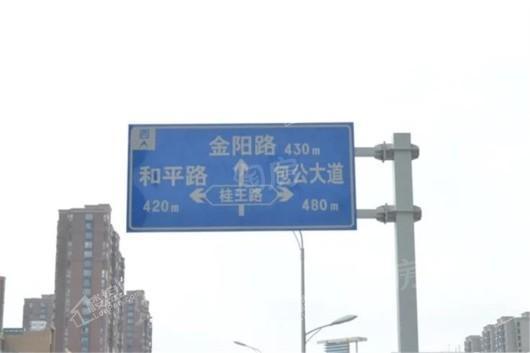 西
金阳路 430m
和平路 包公大道
桂王路
420m 480m